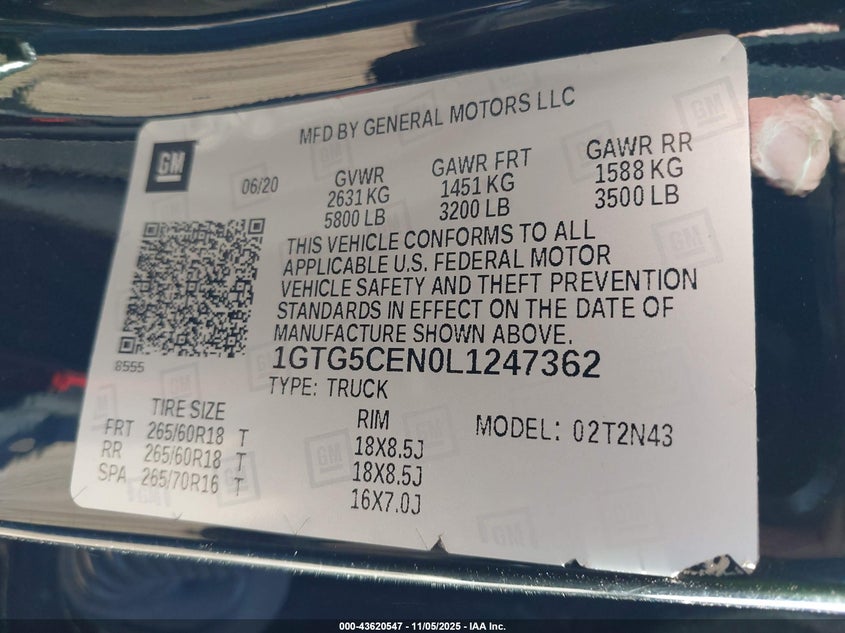 MFD BY GENERAL MOTORS LLC
GM
06/20
GVWR
2631 KG
5800 LB
GAWR FRT
1451 KG
3200 LB
GAWR RR
1588 KG
3500 LB
THIS VEHICLE CONFORMS TO ALL
APPLICABLE U.S. FEDERAL MOTOR
VEHICLE SAFETY AND THEFT PREVENTION
STANDARDS IN EFFECT ON THE DATE OF
MANUFACTURE SHOWN ABOVE.
8555
1GTG5CEN0L1247362
TYPE: TRUCK
TIRE SIZE
FRT 265/60R18 T
RR 265/60R18 T
SPA 265/70R16 T
RIM
18X8.5J
18X8.5J
16X7.0J
MODEL: 02T2N43
000-43620547 - 11/05/2025 - IAA Inc.